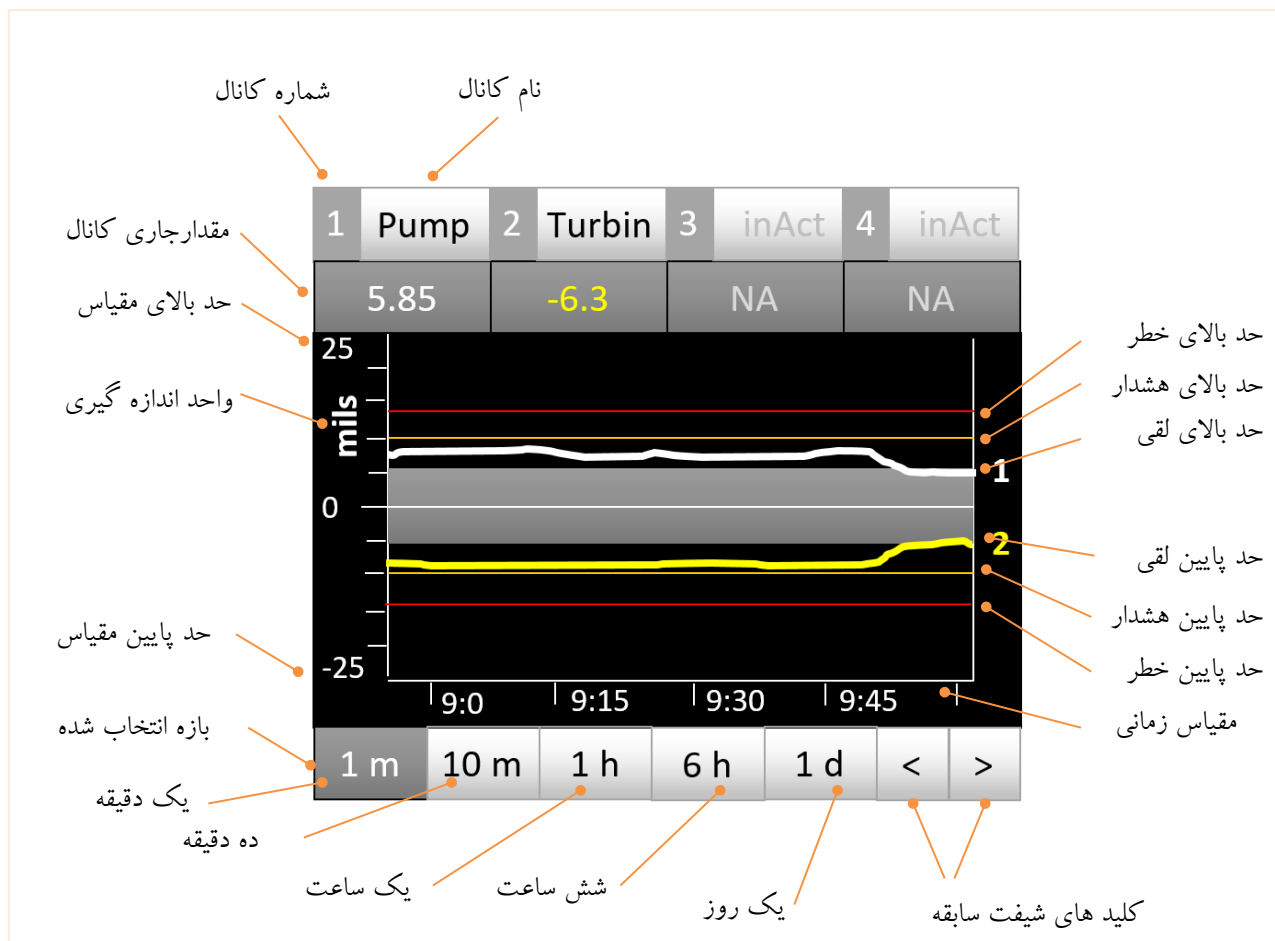 شماره کانال
نام کانال
1 Pump 2 Turbin 3 inAct 4 inAct
مقدارجاری کانال
5.85 -6.3 NA NA
حد بالای مقیاس
25
حد بالای خطر
حد بالای هشدار
واحد اندازه گیری
mils
حد بالای لقی
1
0
2
حد پایین لقی
حد پایین هشدار
حد پایین مقیاس
-25
حد پایین خطر
9:0 9:15 9:30 9:45
مقیاس زمانی
بازه انتخاب شده
1 m 10 m 1 h 6 h 1 d < >
یک دقیقه
ده دقیقه
یک ساعت
شش ساعت
یک روز
کلید های شیفت سابقه